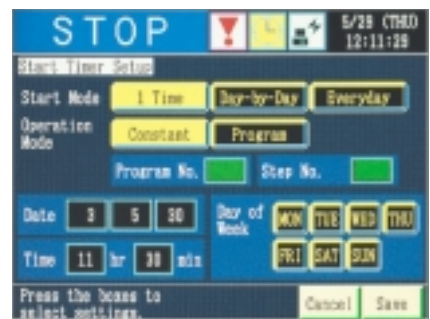 STOP 5/29 (THU)
12:11:29
Start Timer Setup
Start Mode 1 Time Day-by-Day Everyday
Operation Mode Constant Program
Program No. Step No.
Date 3 5 30
Day of Week MON TUE WED THU
Time 11 hr 30 min
FRI SAT SUN
Press the boxes to
select settings.
Cancel Save